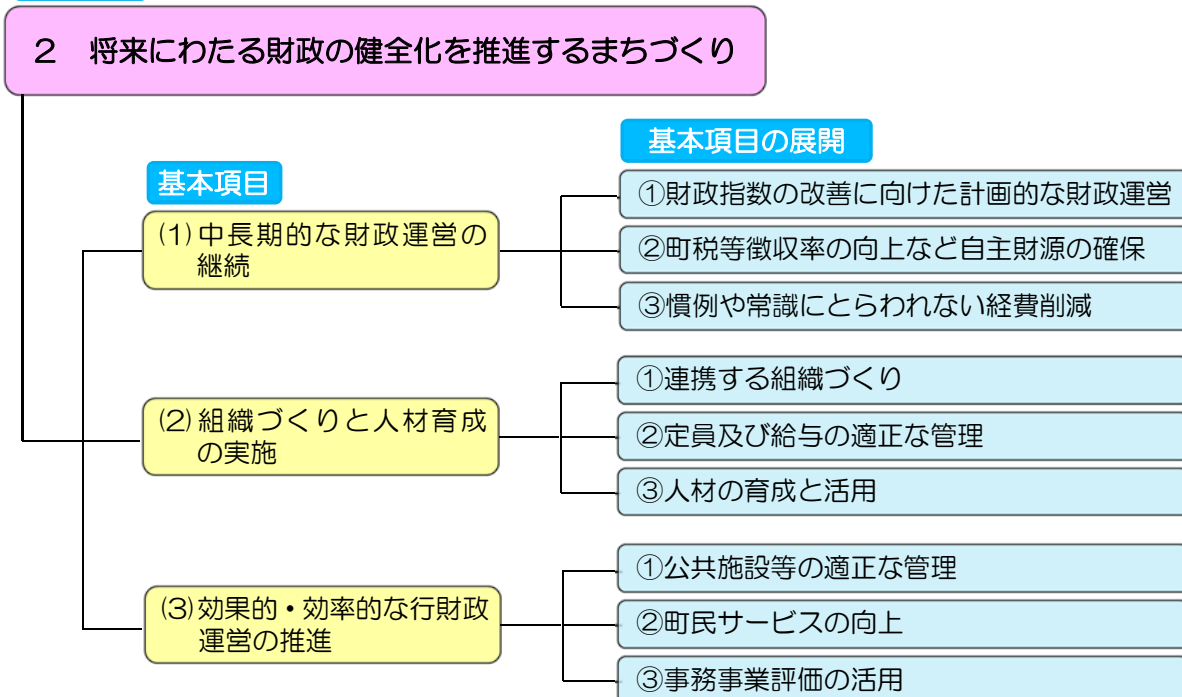 ２　将来にわたる財政の健全化を推進するまちづくり
基本項目の展開
基本項目
(1)中長期的な財政運営の
継続
①財政指数の改善に向けた計画的な財政運営
②町税等徴収率の向上など自主財源の確保
③慣例や常識にとらわれない経費削減
(2)組織づくりと人材育成
の実施
①連携する組織づくり
②定員及び給与の適正な管理
③人材の育成と活用
(3)効果的・効率的な行財政
運営の推進
①公共施設等の適正な管理
②町民サービスの向上
③事務事業評価の活用